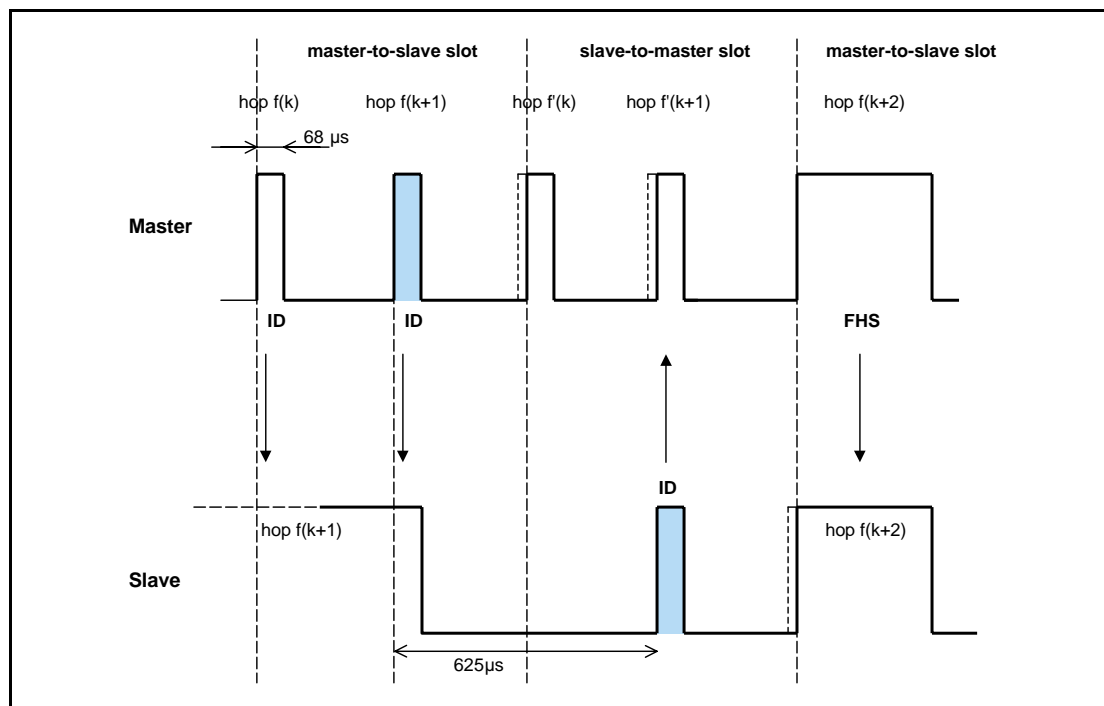 master-to-slave slot slave-to-master slot master-to-slave slot
hop f(k) hop f(k+1) hop f'(k) hop f'(k+1) hop f(k+2)
68 µs
Master
ID ID FHS
ID
hop f(k+1) hop f(k+2)
Slave
625µs